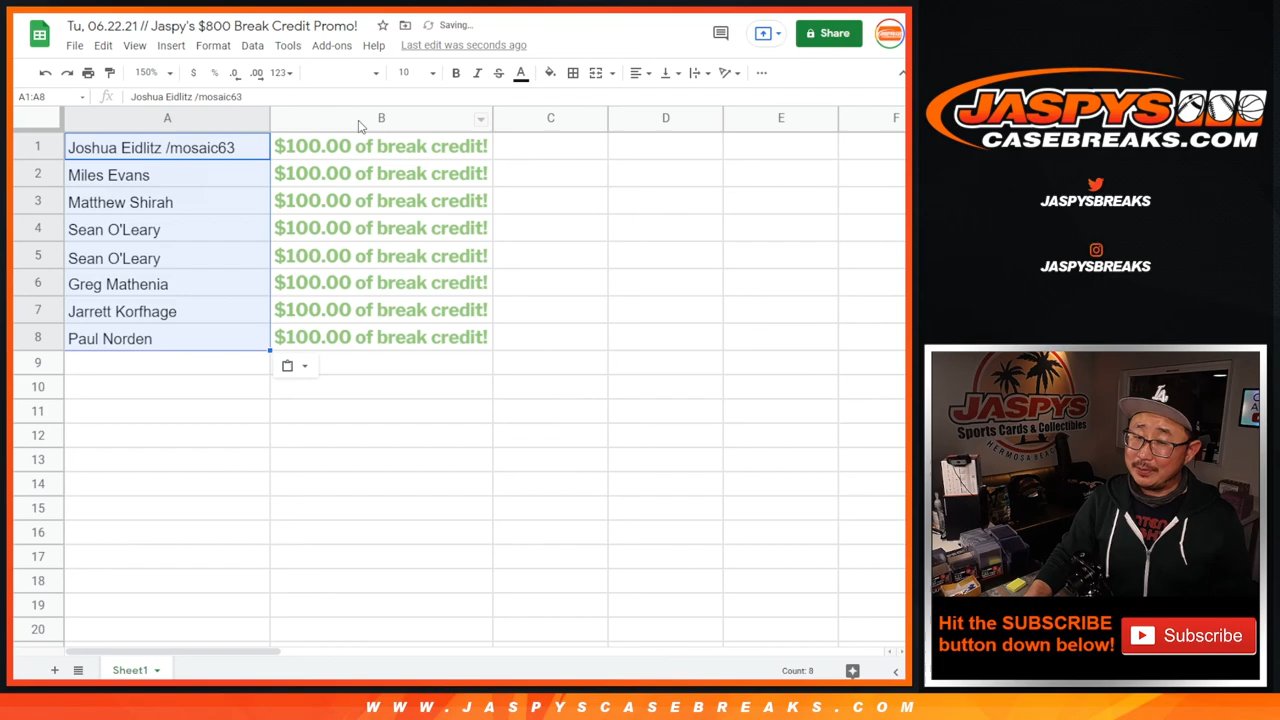 Tu, 06.22.21 // Jaspy's $800 Break Credit Promo!
Saving...
Share
File Edit View Insert Format Data Tools Add-ons Help Last edit was seconds ago
150% $ % .0 .00 123 10 B I S A
A1:A8 fx Joshua Eidlitz /mosaic63
A B C D E F
1 Joshua Eidlitz /mosaic63 $100.00 of break credit!
2 Miles Evans $100.00 of break credit!
3 Matthew Shirah $100.00 of break credit!
4 Sean O'Leary $100.00 of break credit!
5 Sean O'Leary $100.00 of break credit!
6 Greg Mathenia $100.00 of break credit!
7 Jarrett Korfhage $100.00 of break credit!
8 Paul Norden $100.00 of break credit!
9
10
11
12
13
14
15
16
17
18
19
20
Sheet1
Count: 8
JASPYS
CASEBREAKS.COM
JASPYSBREAKS
JASPYSBREAKS
JASPYS
Sports Cards & Collectibles
HERMOSA BEACH
LA
Hit the SUBSCRIBE
button down below!
Subscribe
WWW.JASPYSCASEBREAKS.COM